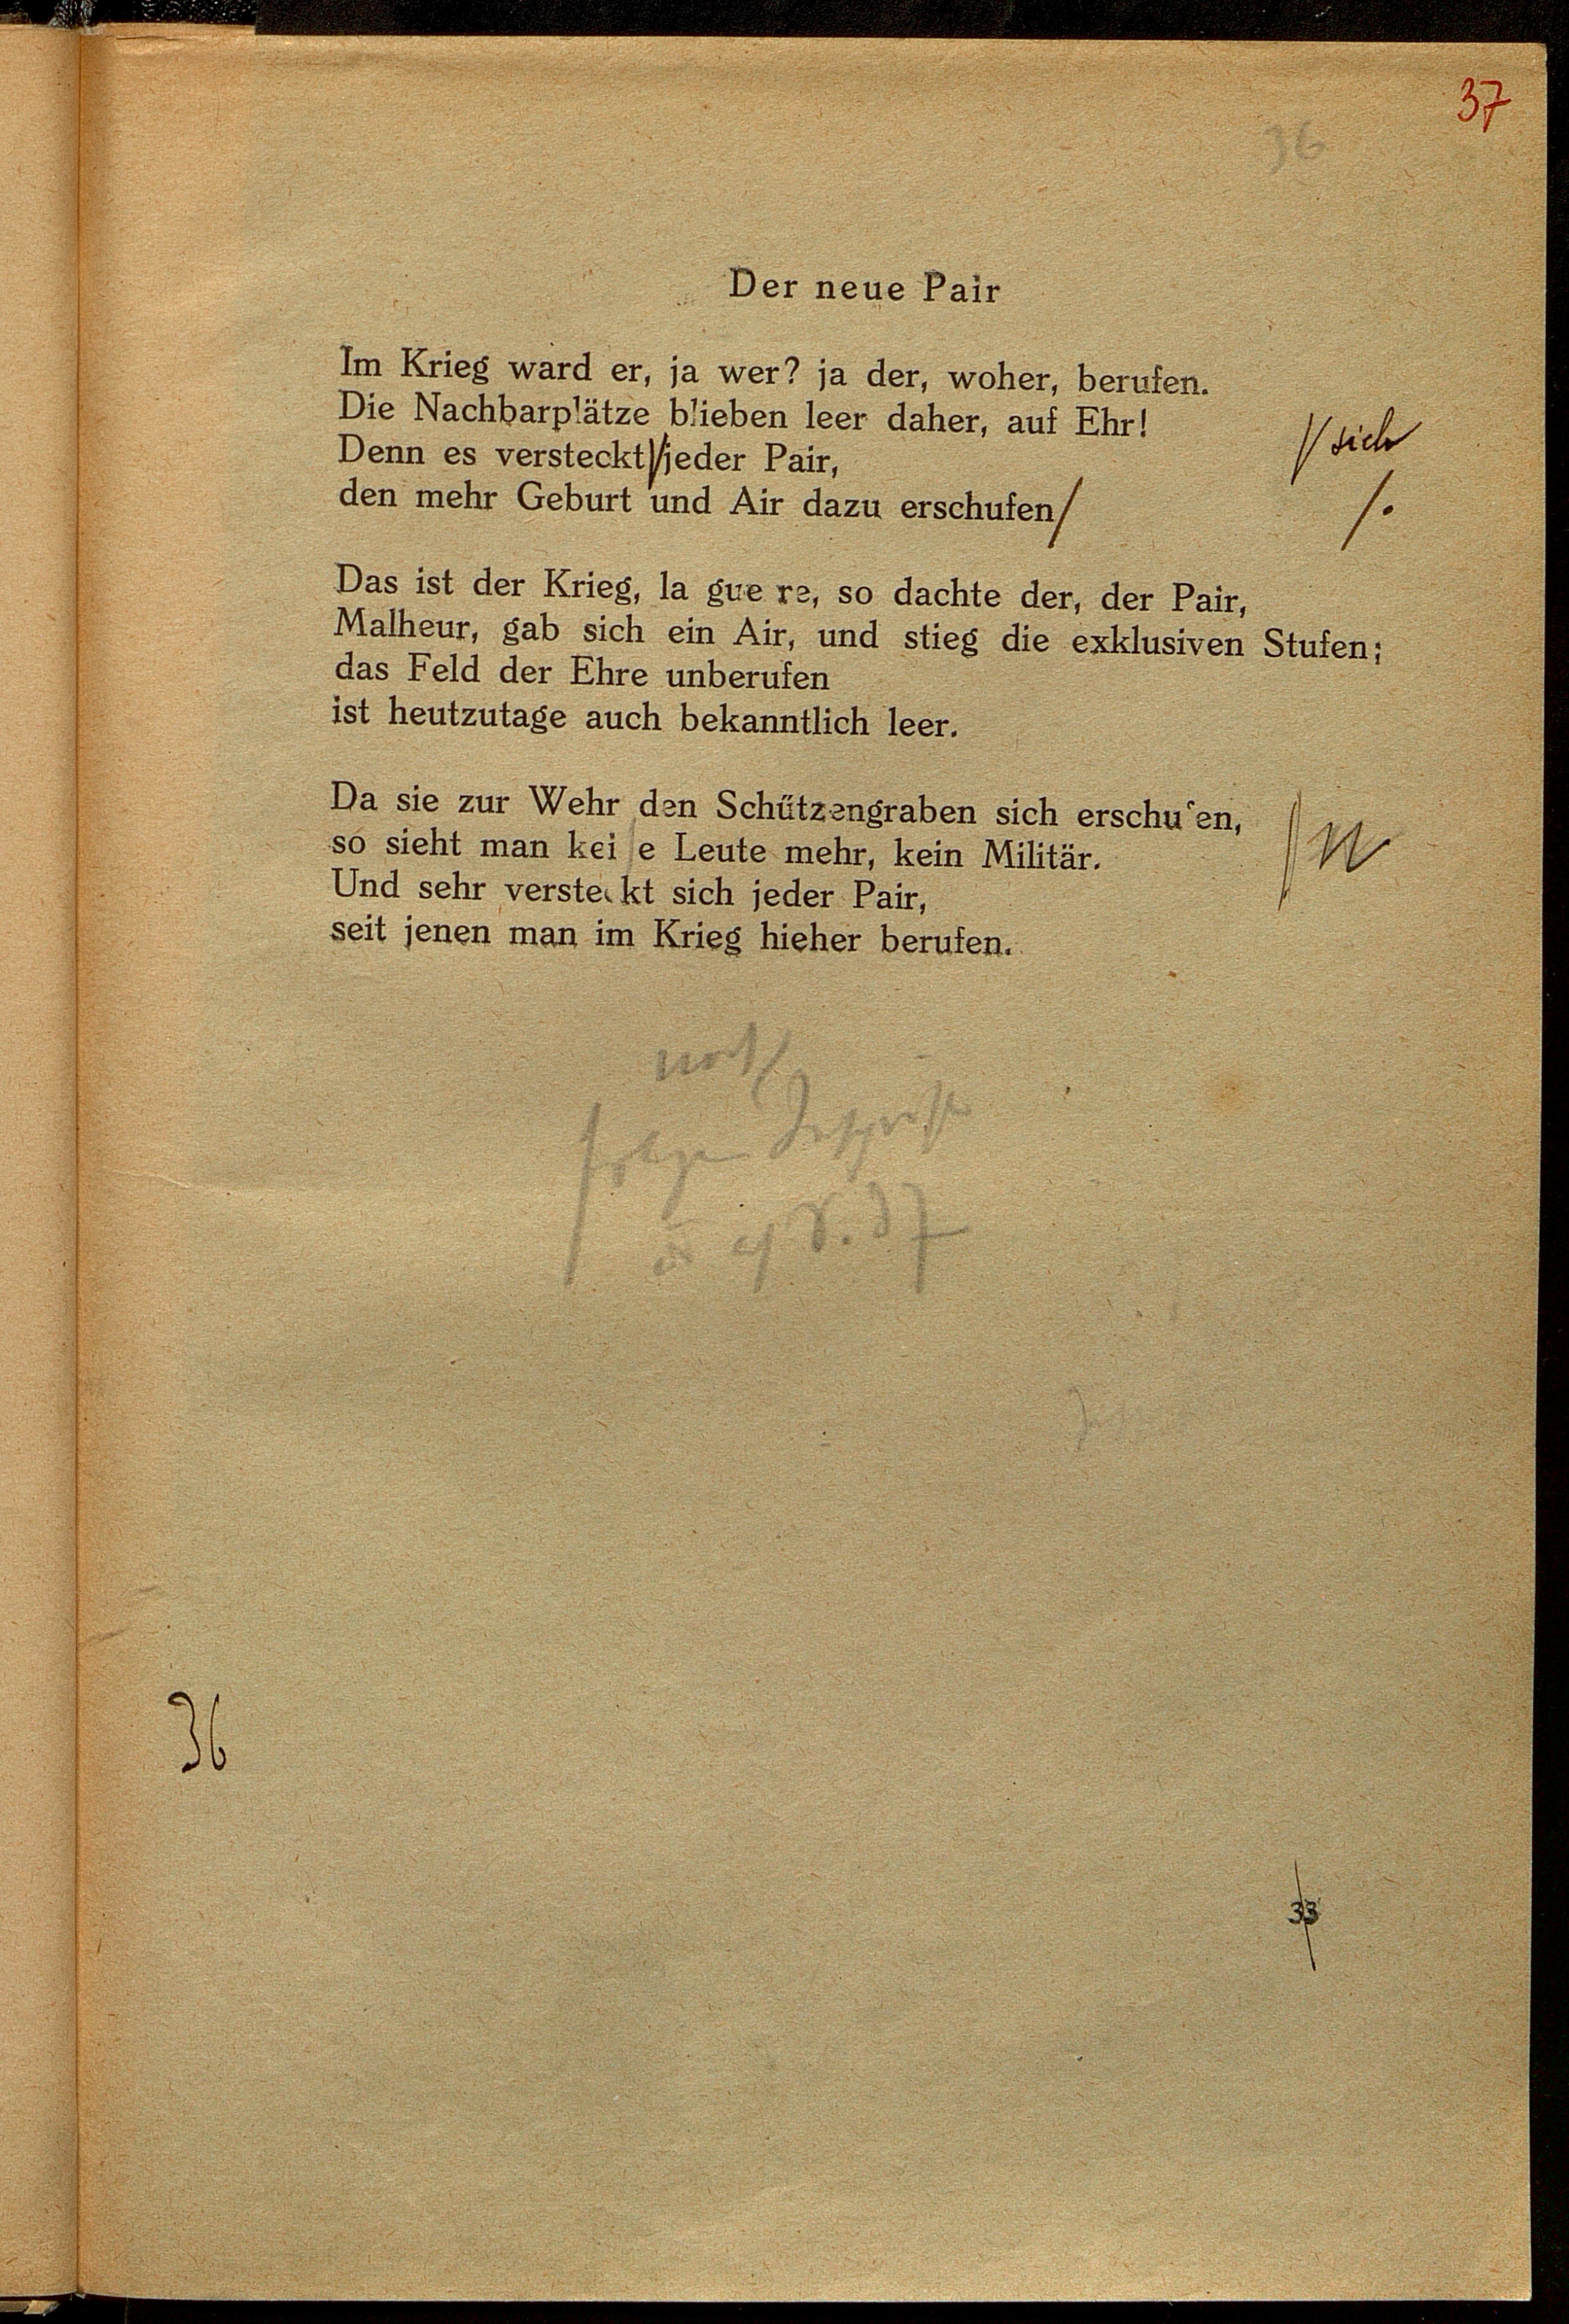 37
36
Der neue Pair
Im Krieg ward er, ja wer? ja der, woher, berufen.
Die Nachbarplätze blieben leer daher, auf Ehr!
Denn es versteckt jeder Pair,
sich
den mehr Geburt und Air dazu erschufen
.
Das ist der Krieg, la gue re, so dachte der, der Pair,
Malheur, gab sich ein Air, und stieg die exklusiven Stufen;
das Feld der Ehre unberufen
ist heutzutage auch bekanntlich leer.
Da sie zur Wehr den Schützengraben sich erschufen,
so sieht man kei e Leute mehr, kein Militär.
n
Und sehr versteckt sich jeder Pair,
seit jenen man im Krieg hieher berufen.
37
36
33